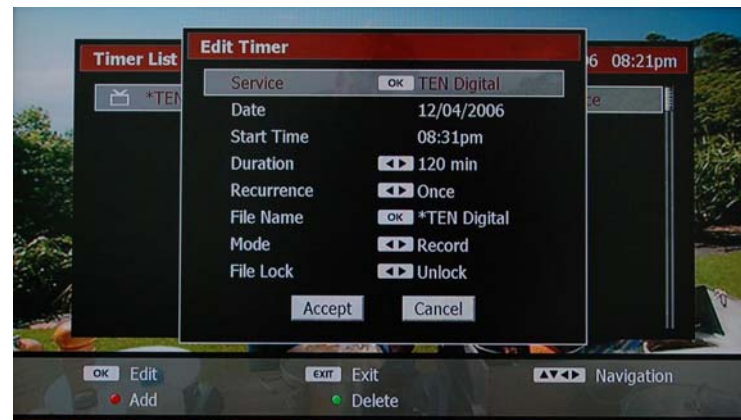 Timer List
Edit Timer
6 08:21pm
*TEN
ce
Service OK TEN Digital
Date 12/04/2006
Start Time 08:31pm
Duration 120 min
Recurrence Once
File Name OK *TEN Digital
Mode Record
File Lock Unlock
Accept Cancel
OK Edit EXIT Exit Navigation
Add Delete